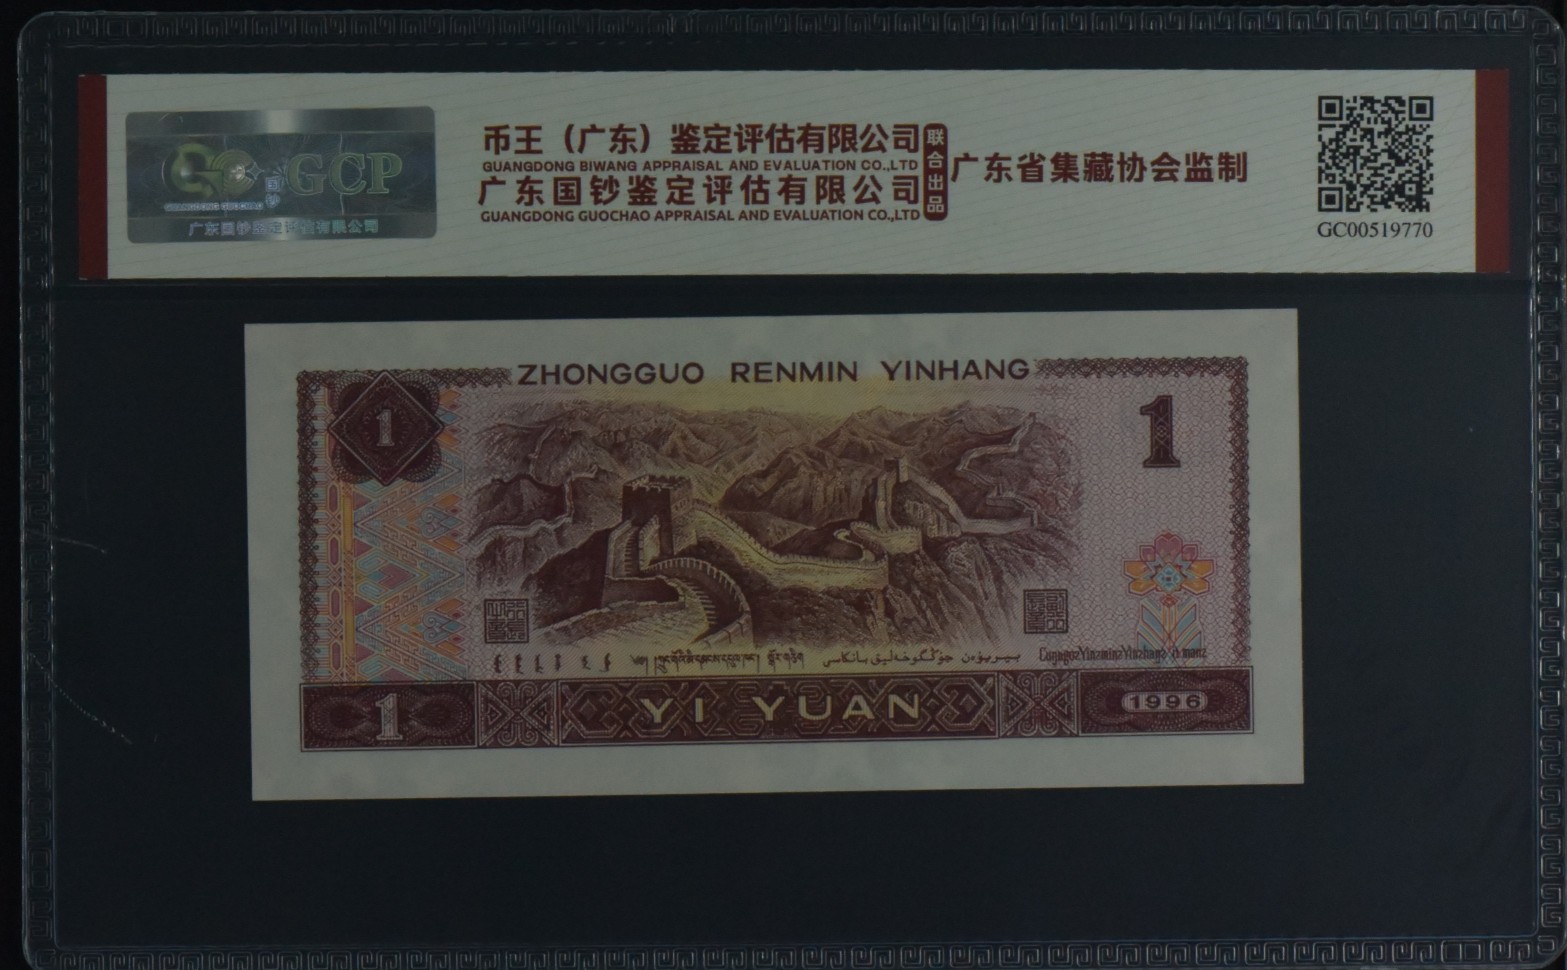 GCP
国钞
广东国钞鉴定评估有限公司
币王（广东）鉴定评估有限公司
GUANGDONG BIWANG APPRAISAL AND EVALUATION CO.,LTD
广东国钞鉴定评估有限公司
GUANGDONG GUOCHAO APPRAISAL AND EVALUATION CO.,LTD
联合出品
广东省集藏协会监制
GC00519770
ZHONGGUO RENMIN YINHANG
1
1
1
YI YUAN
1996